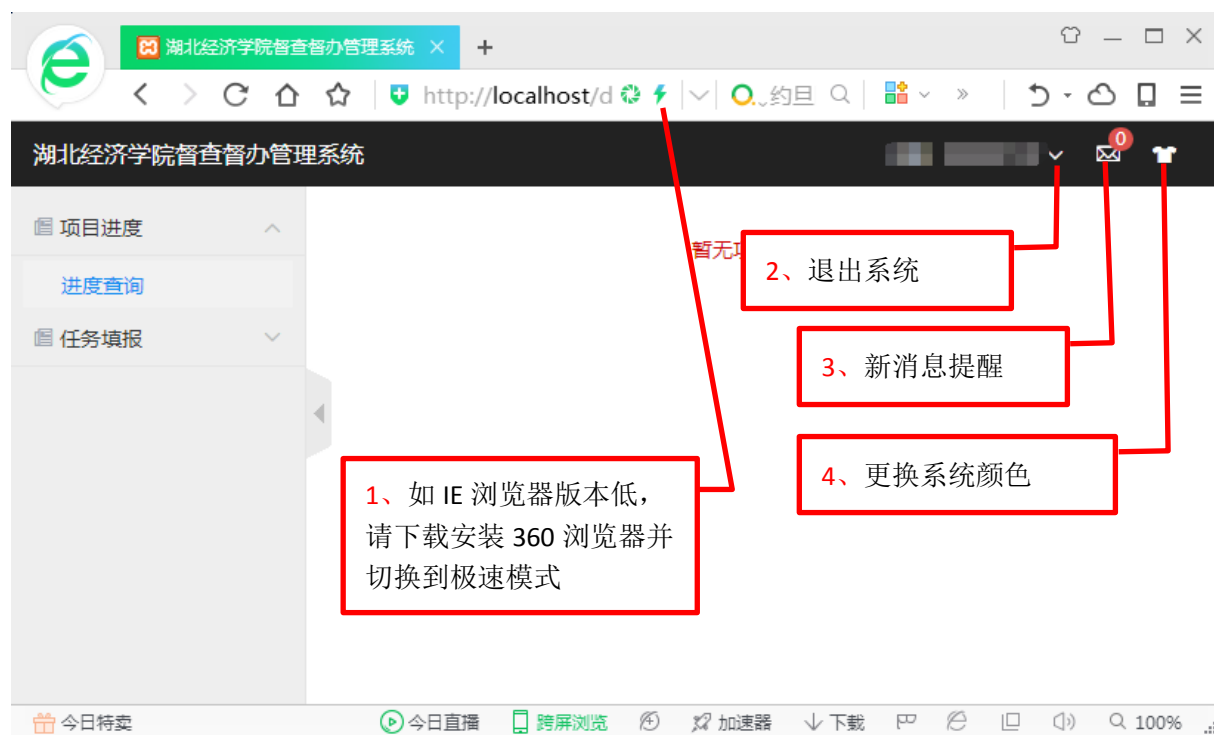 湖北经济学院督查督办管理系统
http://localhost/d
约旦
湖北经济学院督查督办管理系统
0
项目进度
暂无
2、退出系统
进度查询
任务填报
3、新消息提醒
4、更换系统颜色
1、如 IE 浏览器版本低，
请下载安装 360 浏览器并
切换到极速模式
今日特卖
今日直播
跨屏浏览
加速器
下载
100%